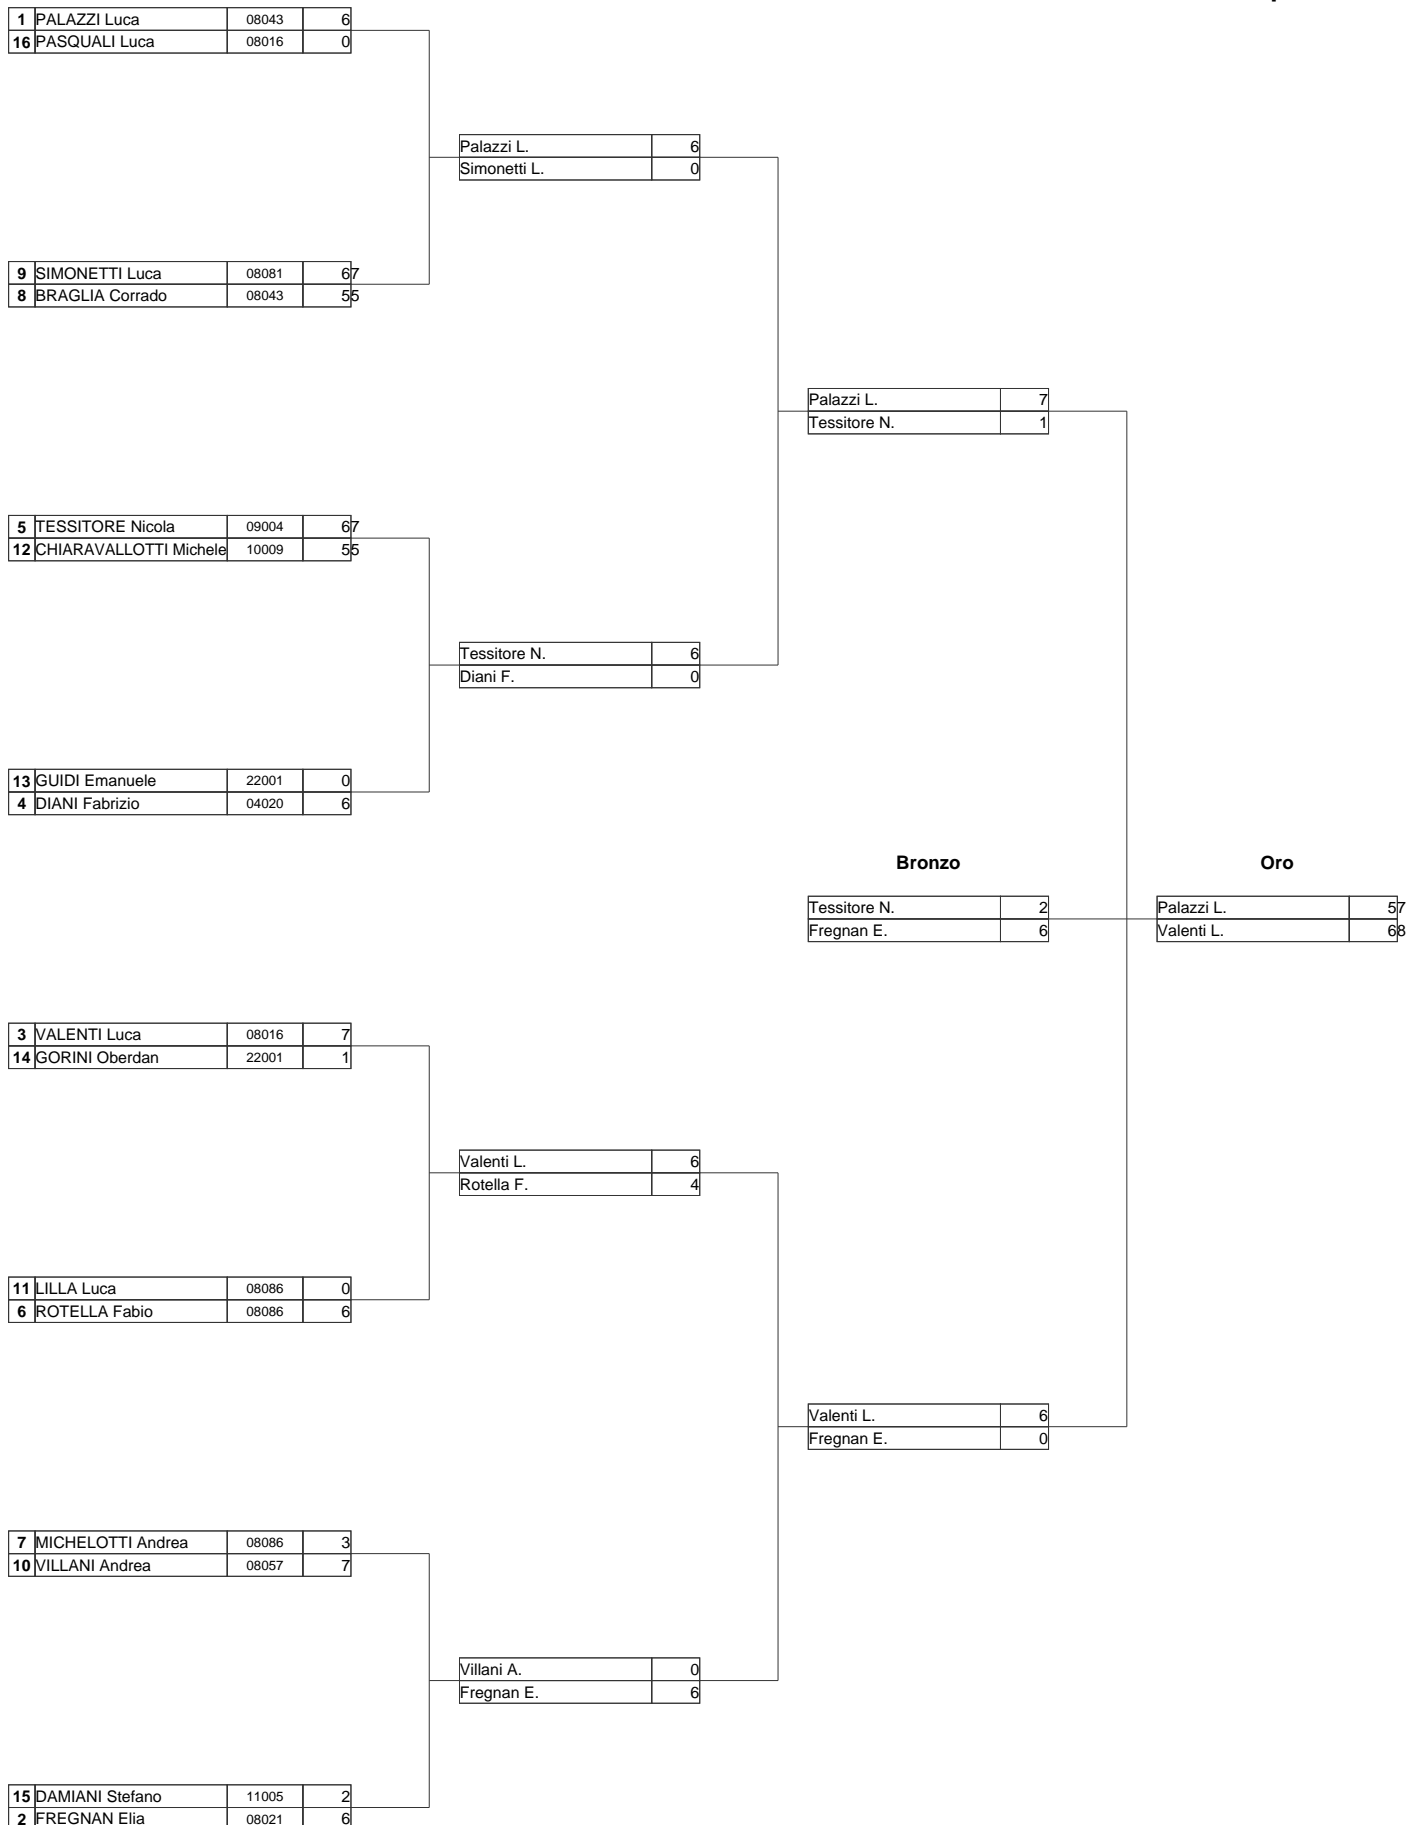 1 PALAZZI Luca 08043 6
16 PASQUALI Luca 08016 0
Palazzi L. 6
Simonetti L. 0
9 SIMONETTI Luca 08081 67
8 BRAGLIA Corrado 08043 55
Palazzi L. 7
Tessitore N. 1
5 TESSITORE Nicola 09004 67
12 CHIARAVALLOTTI Michele 10009 55
Tessitore N. 6
Diani F. 0
13 GUIDI Emanuele 22001 0
4 DIANI Fabrizio 04020 6
Bronzo Oro
Tessitore N. 2 Palazzi L. 57
Fregnan E. 6 Valenti L. 68
3 VALENTI Luca 08016 7
14 GORINI Oberdan 22001 1
Valenti L. 6
Rotella F. 4
11 LILLA Luca 08086 0
6 ROTELLA Fabio 08086 6
Valenti L. 6
Fregnan E. 0
7 MICHELOTTI Andrea 08086 3
10 VILLANI Andrea 08057 7
Villani A. 0
Fregnan E. 6
15 DAMIANI Stefano 11005 2
2 FREGNAN Elia 08021 6